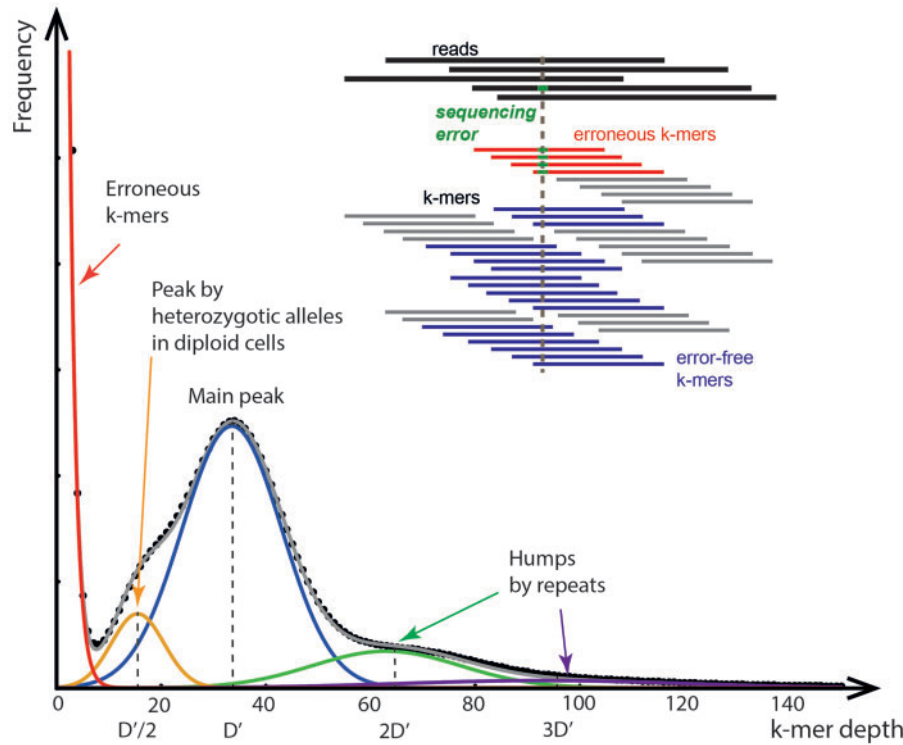 Frequency
reads
sequencing
error
erroneous k-mers
k-mers
error-free
k-mers
Erroneous
k-mers
Peak by
heterozygotic alleles
in diploid cells
Main peak
Humps
by repeats
0 20 40 60 80 100 120 140
D'/2 D' 2D' 3D' k-mer depth